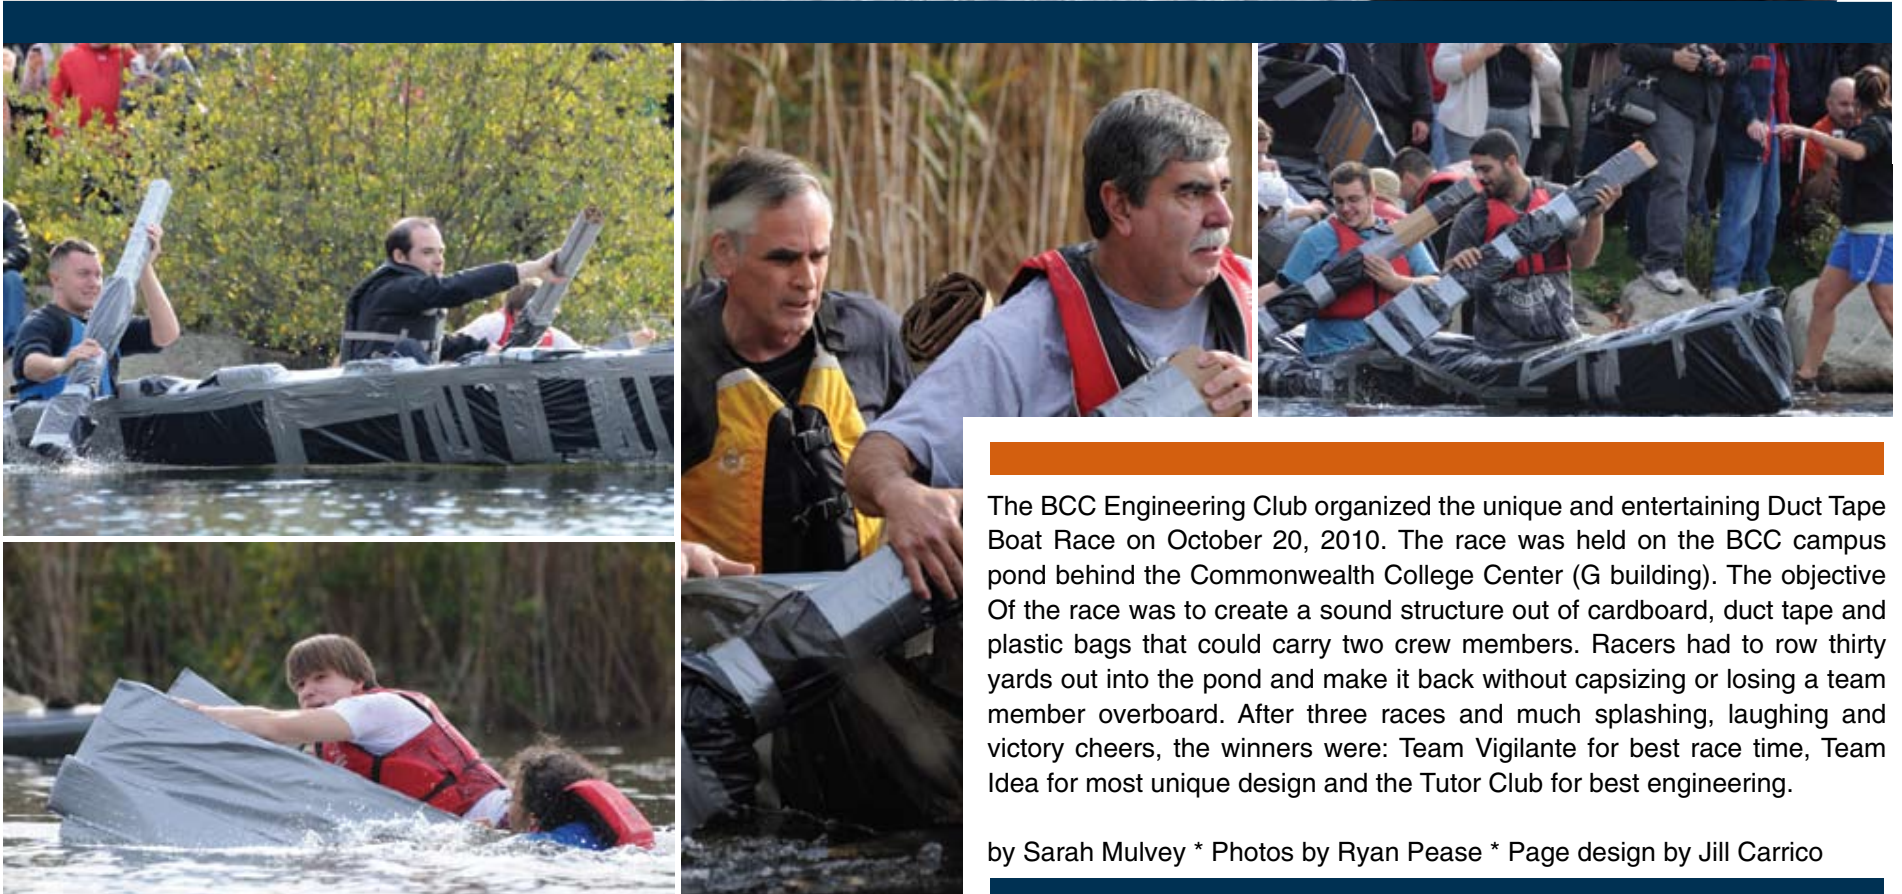 The BCC Engineering Club organized the unique and entertaining Duct Tape
Boat Race on October 20, 2010. The race was held on the BCC campus
pond behind the Commonwealth College Center (G building). The objective
Of the race was to create a sound structure out of cardboard, duct tape and
plastic bags that could carry two crew members. Racers had to row thirty
yards out into the pond and make it back without capsizing or losing a team
member overboard. After three races and much splashing, laughing and
victory cheers, the winners were: Team Vigilante for best race time, Team
Idea for most unique design and the Tutor Club for best engineering.
by Sarah Mulvey * Photos by Ryan Pease * Page design by Jill Carrico